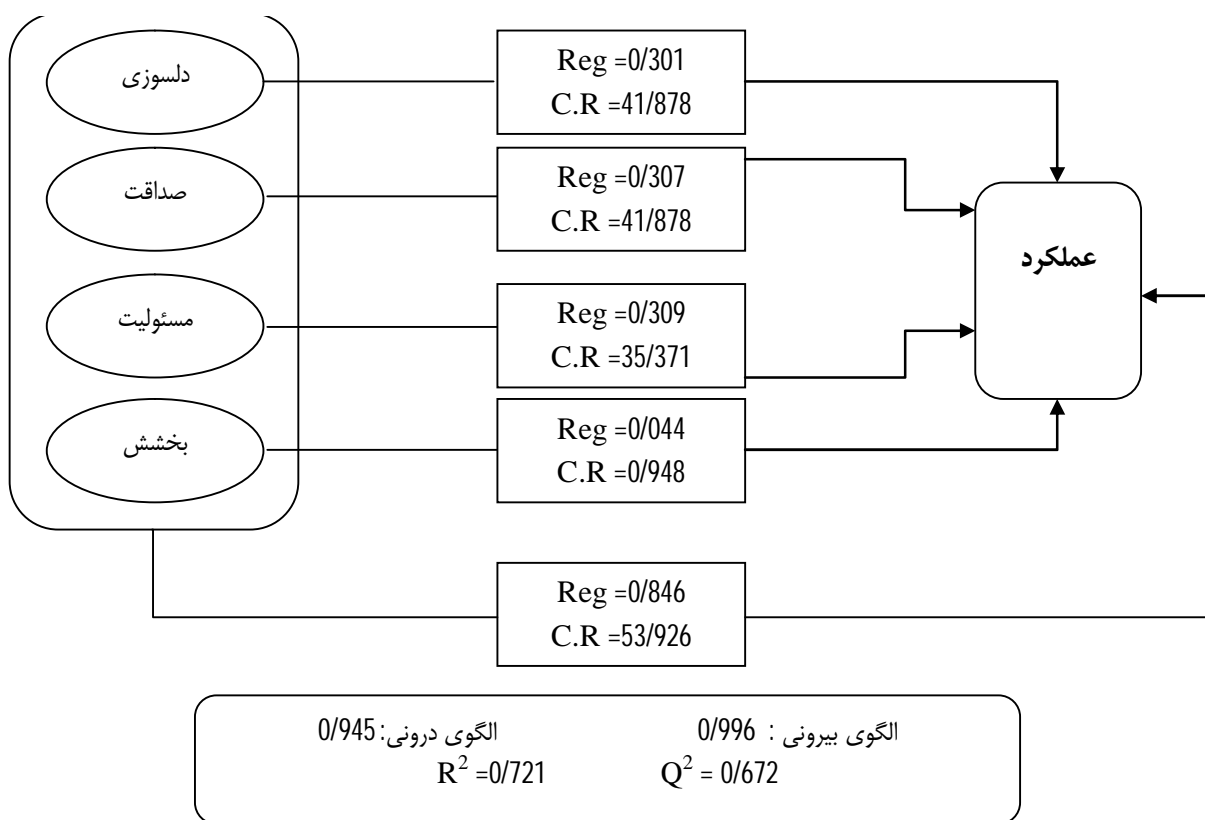 دلسوزی
Reg =0/301
C.R =41/878
صداقت
Reg =0/307
C.R =41/878
عملکرد
مسئولیت
Reg =0/309
C.R =35/371
بخشش
Reg =0/044
C.R =0/948
Reg =0/846
C.R =53/926
الگوی بیرونی : 0/996 الگوی درونی: 0/945
R² =0/721 Q² = 0/672